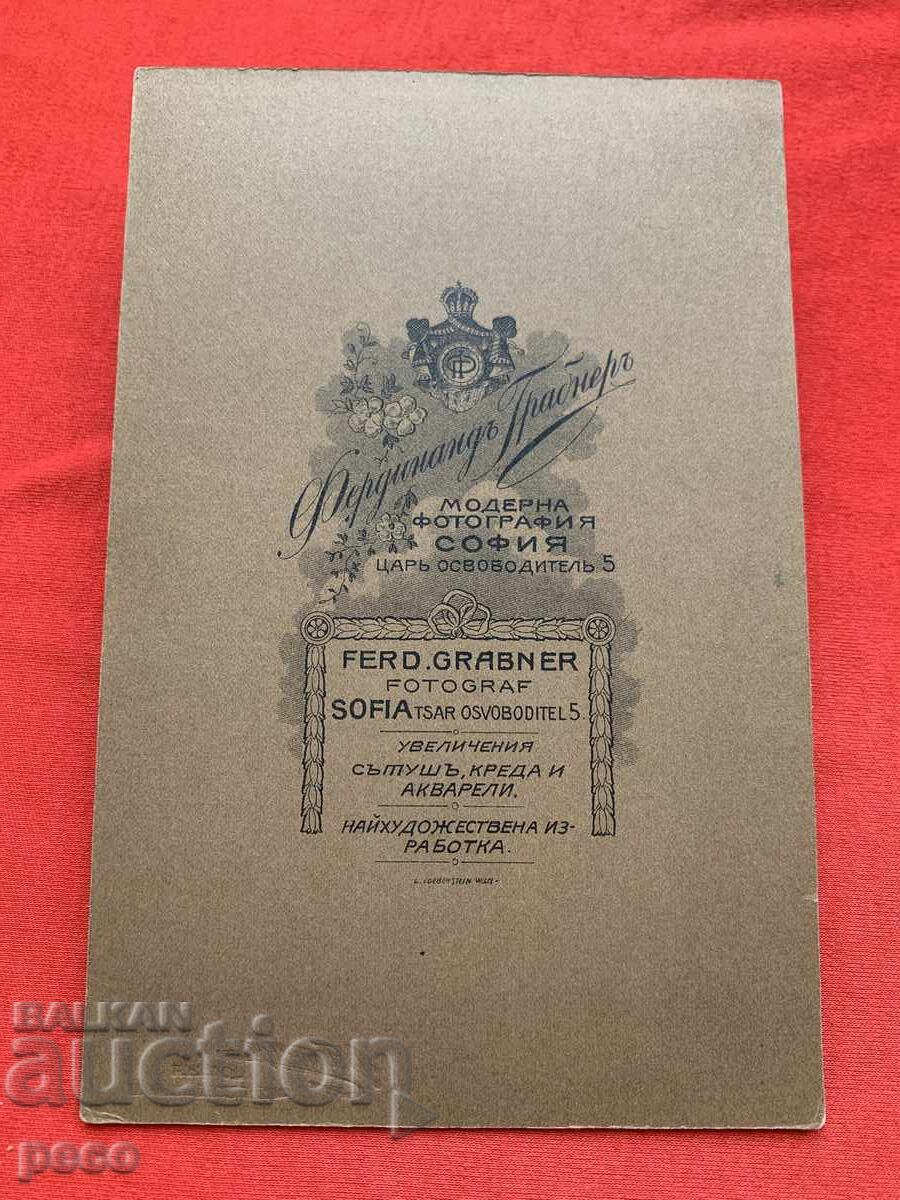 Фердинандъ Грабнеръ
МОДЕРНА
ФОТОГРАФИЯ
СОФИЯ
ЦАРЬ ОСВОБОДИТЕЛЬ 5
FERD. GRABNER
FOTOGRAF
SOFIA TSAR OSVOBODITEL 5.
УВЕЛИЧЕНИЯ
СЪТУШЪ, КРЕДА И
АКВАРЕЛИ.
НАЙХУДОЖЕСТВЕНА ИЗ-
РАБОТКА.
BALKAN
auction
peco